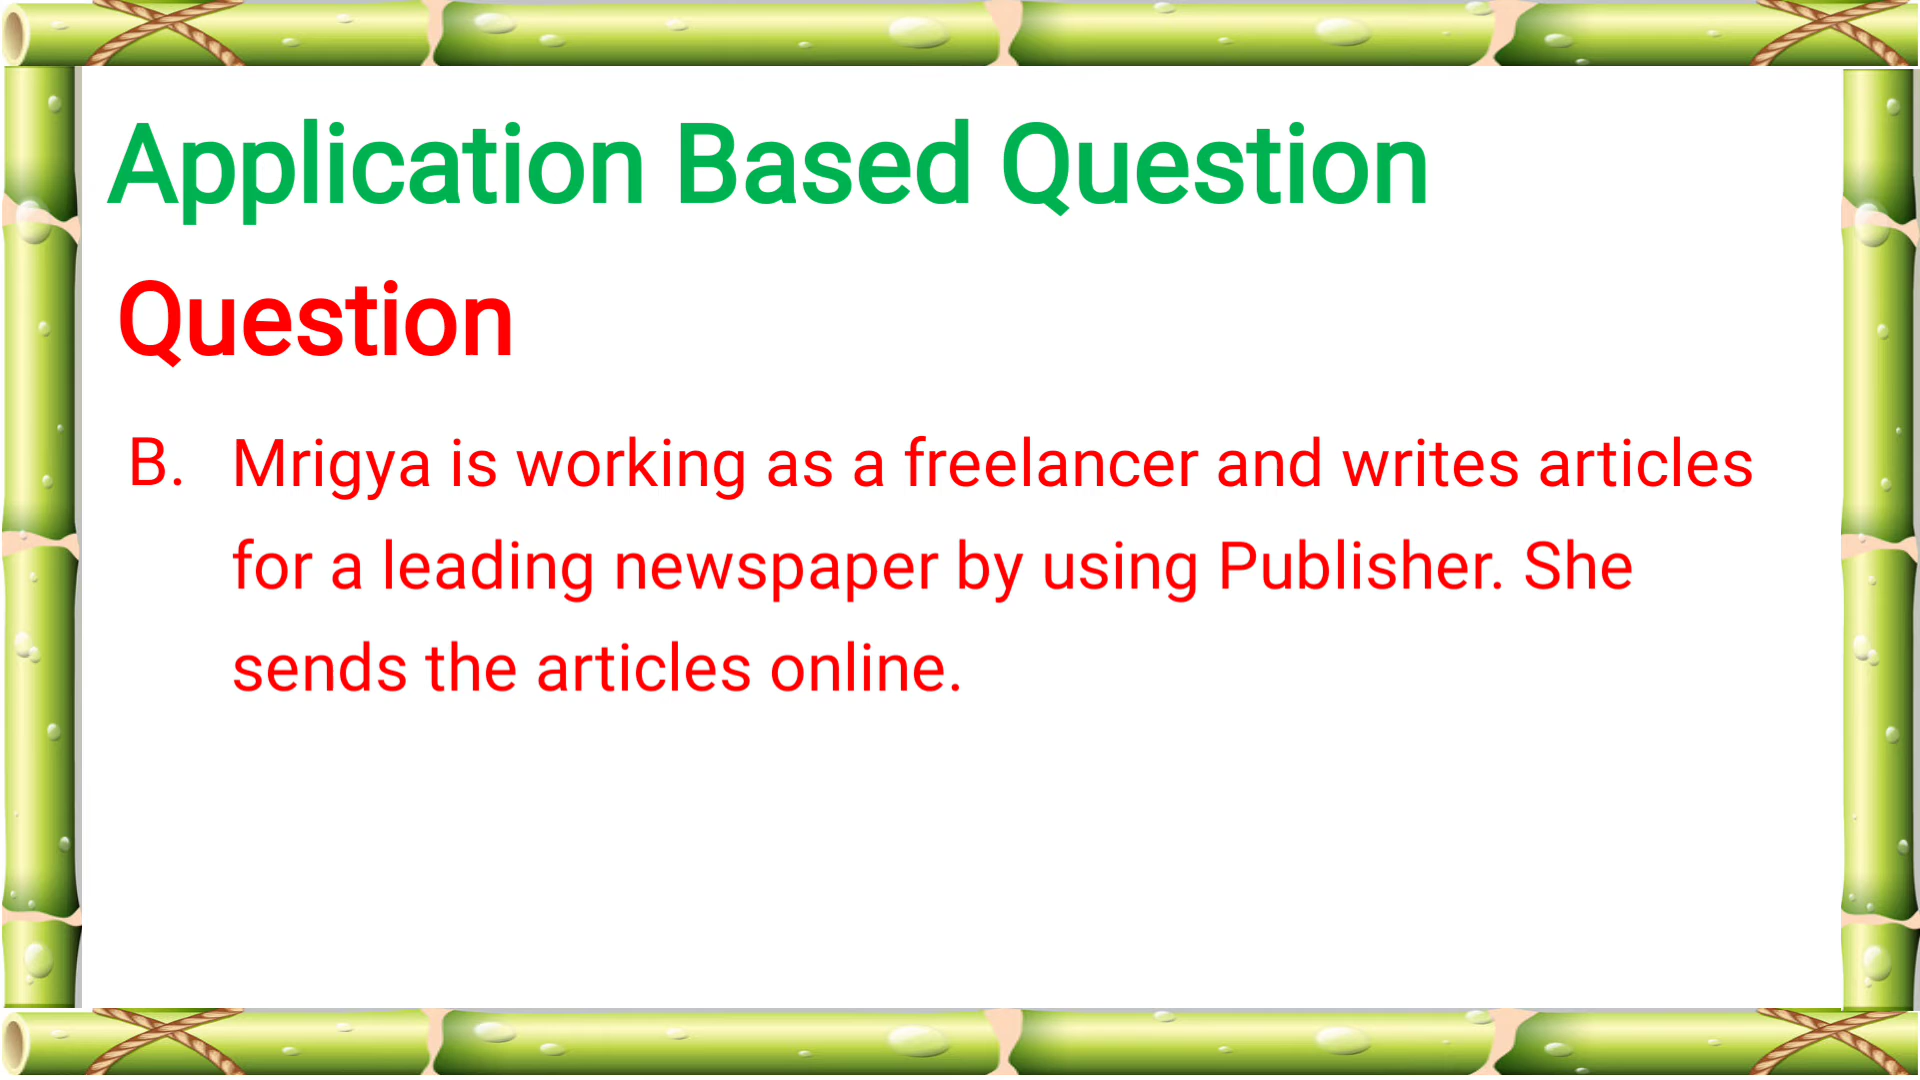 Application Based Question
Question
B. Mrigya is working as a freelancer and writes articles
for a leading newspaper by using Publisher. She
sends the articles online.